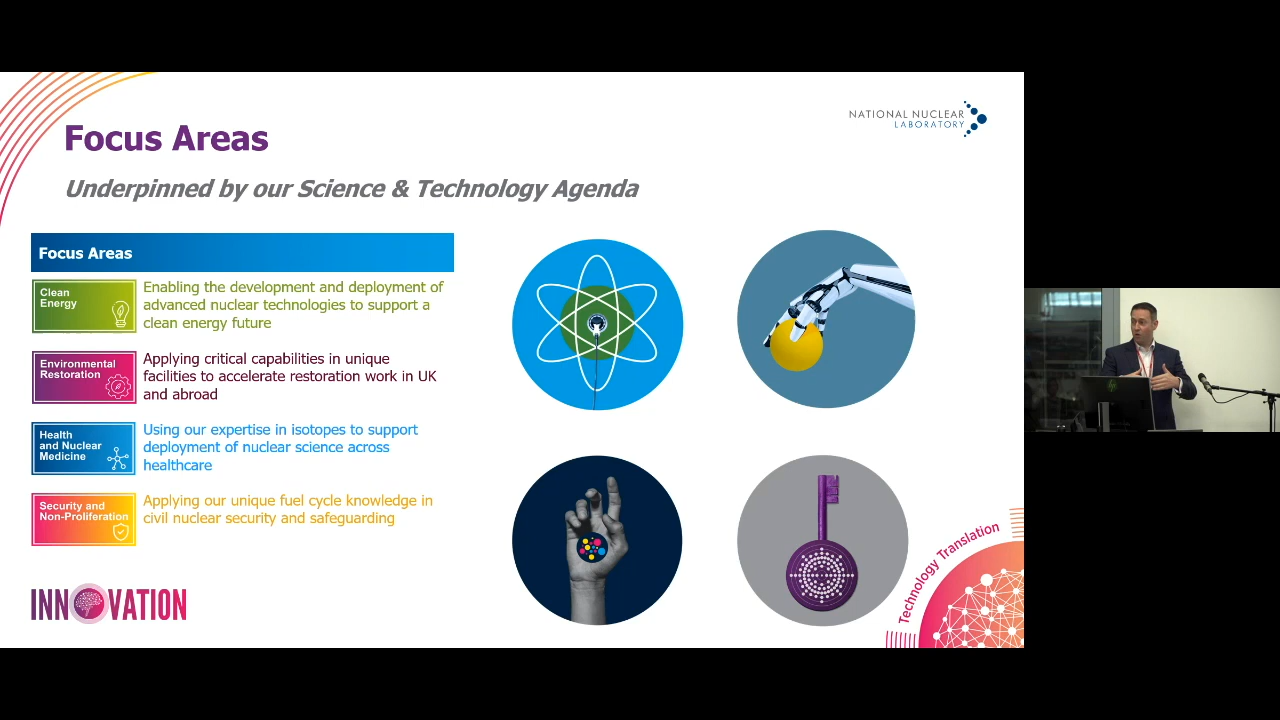 NATIONAL NUCLEAR
LABORATORY
Focus Areas
Underpinned by our Science & Technology Agenda
Focus Areas
Clean
Energy
Enabling the development and deployment of
advanced nuclear technologies to support a
clean energy future
Environmental
Restoration
Applying critical capabilities in unique
facilities to accelerate restoration work in UK
and abroad
Health
and Nuclear
Medicine
Using our expertise in isotopes to support
deployment of nuclear science across
healthcare
Security and
Non-Proliferation
Applying our unique fuel cycle knowledge in
civil nuclear security and safeguarding
INNOVATION
Technology Translation